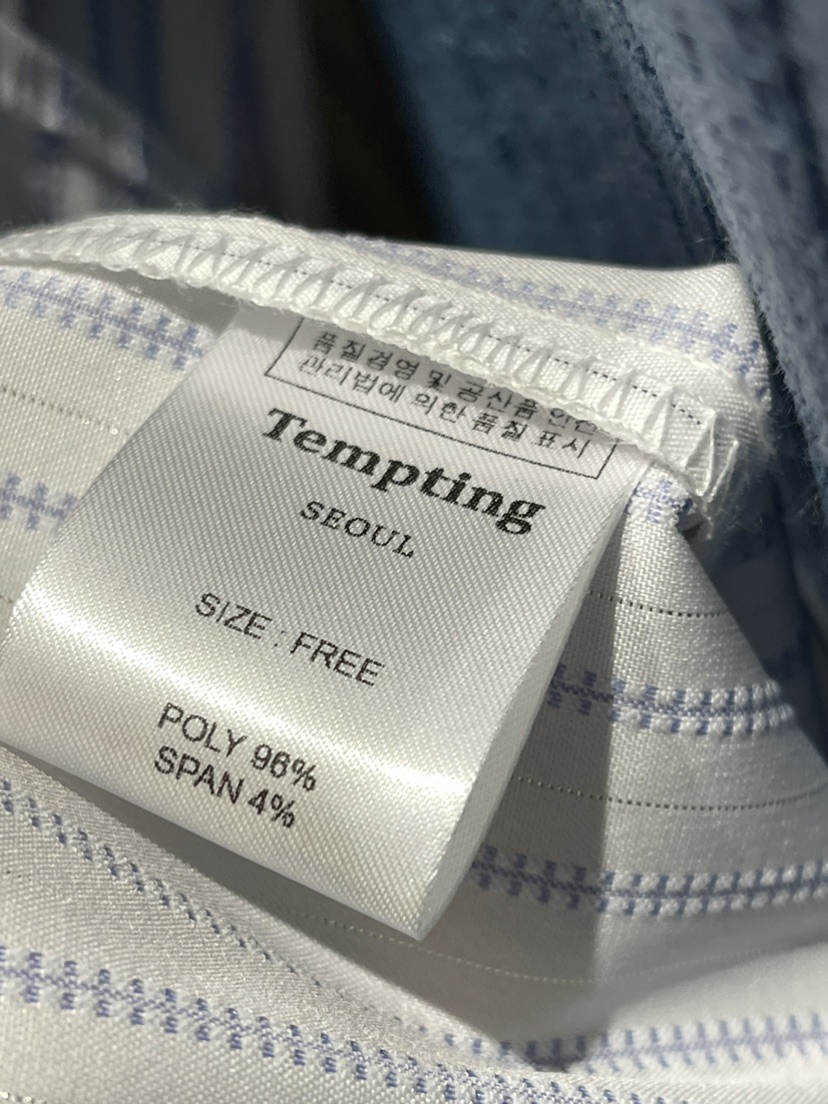 품질경영 및 공산품 안전
관리법에 의한 품질 표시
Tempting
SEOUL
SIZE : FREE
POLY 96%
SPAN 4%